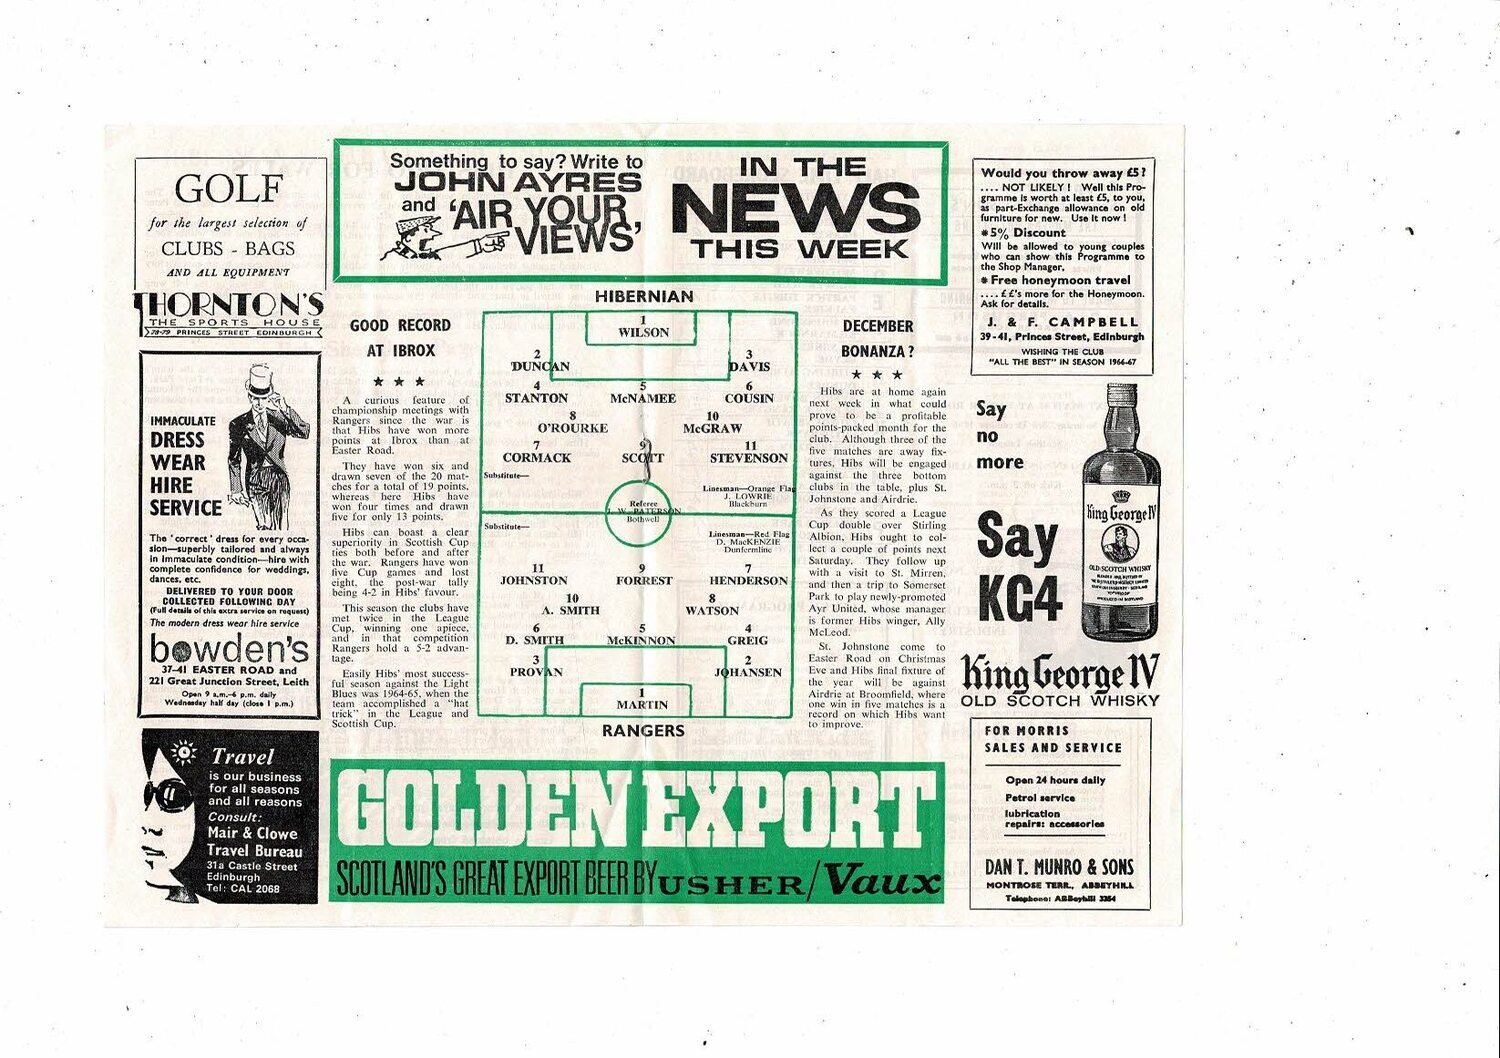 GOLF
for the largest selection of
CLUBS - BAGS
AND ALL EQUIPMENT
THORNTON'S
THE SPORTS HOUSE
78-79 PRINCES STREET EDINBURGH
IMMACULATE
DRESS
WEAR
HIRE
SERVICE
The 'correct' dress for every occa-
sion—superbly tailored and always
in immaculate condition—hire with
complete confidence for weddings,
dances, etc.
DELIVERED TO YOUR DOOR
COLLECTED FOLLOWING DAY
(Full details of this extra service on request)
The modern dress wear hire service
bowden's
37-41 EASTER ROAD and
221 Great Junction Street, Leith
Open 9 a.m.-6 p.m. daily
Wednesday half day (close 1 p.m.)
Travel
is our business
for all seasons
and all reasons
Consult:
Mair & Clowe
Travel Bureau
31a Castle Street
Edinburgh
Tel: CAL 2068
Something to say? Write to
JOHN AYRES
and 'AIR YOUR
VIEWS'
IN THE
NEWS
THIS WEEK
GOOD RECORD
AT IBROX
★ ★ ★
A curious feature of
championship meetings with
Rangers since the war is
that Hibs have won more
points at Ibrox than at
Easter Road.
They have won six and
drawn seven of the 20 mat-
ches for a total of 19 points,
whereas here Hibs have
won four times and drawn
five for only 13 points.
Hibs can boast a clear
superiority in Scottish Cup
ties both before and after
the war. Rangers have won
five Cup games and lost
eight, the post-war tally
being 4-2 in Hibs' favour.
This season the clubs have
met twice in the League
Cup, winning one apiece,
and in that competition
Rangers hold a 5-2 advan-
tage.
Easily Hibs' most success-
ful season against the Light
Blues was 1964-65, when the
team accomplished a "hat
trick" in the League and
Scottish Cup.
HIBERNIAN
1
WILSON
2 3
DUNCAN DAVIS
4 5 6
STANTON McNAMEE COUSIN
8 10
O'ROURKE McGRAW
7 9 11
CORMACK SCOTT STEVENSON
Substitute—
Linesman—Orange Flag
J. LOWRIE
Blackburn
Referee
J. W. PATERSON
Bothwell
Substitute—
Linesman—Red Flag
D. MacKENZIE
Dunfermline
11 9 7
JOHNSTON FORREST HENDERSON
10 8
A. SMITH WATSON
6 5 4
D. SMITH McKINNON GREIG
3 2
PROVAN JOHANSEN
1
MARTIN
RANGERS
DECEMBER
BONANZA?
★ ★ ★
Hibs are at home again
next week in what could
prove to be a profitable
points-packed month for the
club. Although three of the
five matches are away fix-
tures, Hibs will be engaged
against the three bottom
clubs in the table, plus St.
Johnstone and Airdrie.
As they scored a League
Cup double over Stirling
Albion, Hibs ought to col-
lect a couple of points next
Saturday. They follow up
with a visit to St. Mirren,
and then a trip to Somerset
Park to play newly-promoted
Ayr United, whose manager
is former Hibs winger, Ally
McLeod.
St. Johnstone come to
Easter Road on Christmas
Eve and Hibs final fixture of
the year will be against
Airdrie at Broomfield, where
one win in five matches is a
record on which Hibs want
to improve.
GOLDEN EXPORT
SCOTLAND'S GREAT EXPORT BEER BY USHER/Vaux
Would you throw away £5?
.... NOT LIKELY! Well this Pro-
gramme is worth at least £5, to you,
as part-Exchange allowance on old
furniture for new. Use it now!
* 5% Discount
Will be allowed to young couples
who can show this Programme to
the Shop Manager.
* Free honeymoon travel
.... ££'s more for the Honeymoon.
Ask for details.
J. & F. CAMPBELL
39-41, Princes Street, Edinburgh
WISHING THE CLUB
"ALL THE BEST" IN SEASON 1966-67
Say
no
more
Say
KG4
King George IV
OLD SCOTCH WHISKY
King George IV
OLD SCOTCH WHISKY
FOR MORRIS
SALES AND SERVICE
Open 24 hours daily
Petrol service
lubrication
repairs: accessories
DAN T. MUNRO & SONS
MONTROSE TERR., ABBEYHILL
Telephone: ABBeyhill 3254